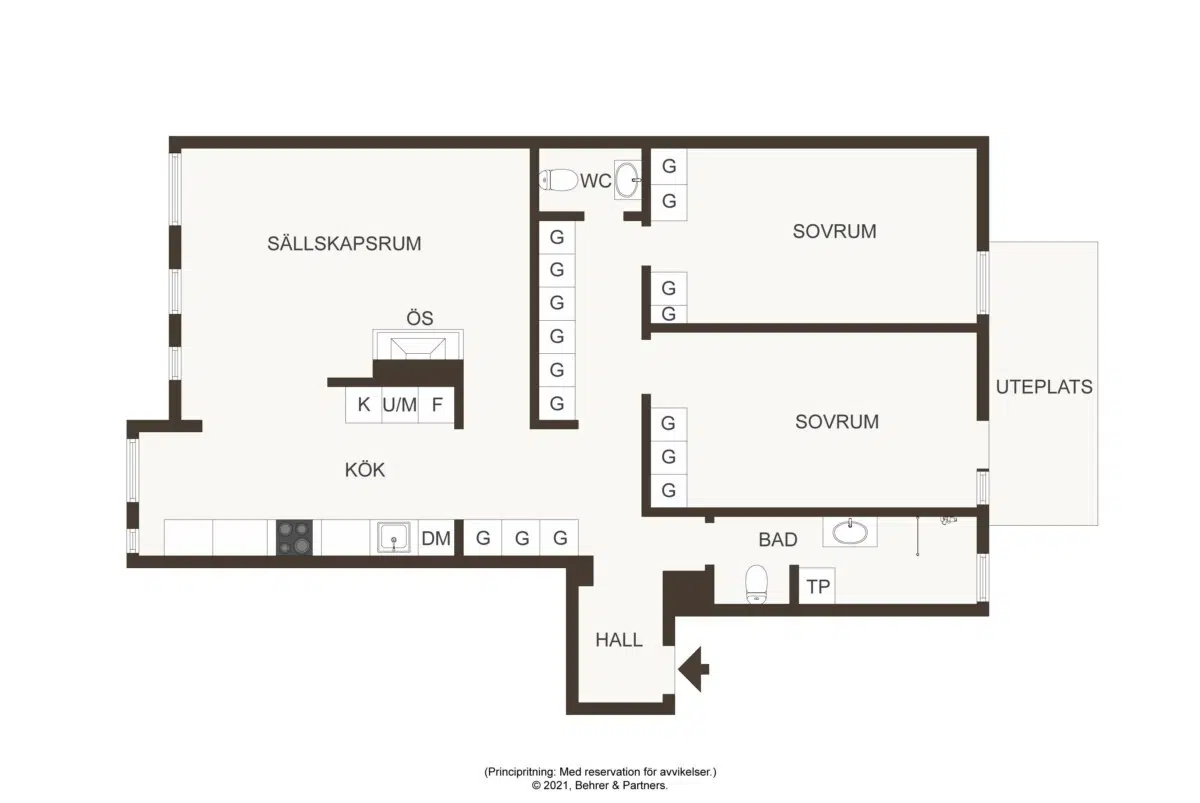 WC
G
G
G
G
SÄLLSKAPSRUM
SOVRUM
G
G
G
G
G
G
ÖS
K
U/M
F
KÖK
UTEPLATS
SOVRUM
G
G
G
DM
G
G
G
BAD
TP
HALL
(Principritning: Med reservation för avvikelser.)
© 2021, Behrer & Partners.